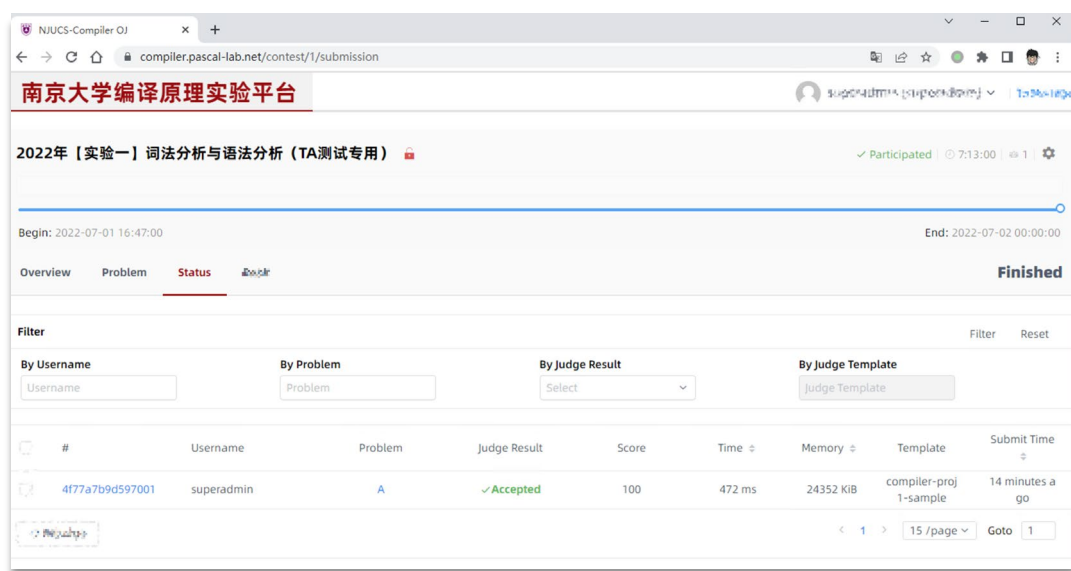 NJUCS-Compiler OJ
compiler.pascal-lab.net/contest/1/submission
南京大学编译原理实验平台
2022年【实验一】词法分析与语法分析（TA测试专用）
Participated 7:13:00 1
Begin: 2022-07-01 16:47:00
End: 2022-07-02 00:00:00
Overview Problem Status
Finished
Filter
Filter Reset
By Username By Problem By Judge Result By Judge Template
Username Problem Select Judge Template
# Username Problem Judge Result Score Time Memory Template Submit Time
4f77a7b9d597001 superadmin A Accepted 100 472 ms 24352 KiB compiler-proj 14 minutes a
1-sample go
1 15 /page Goto 1